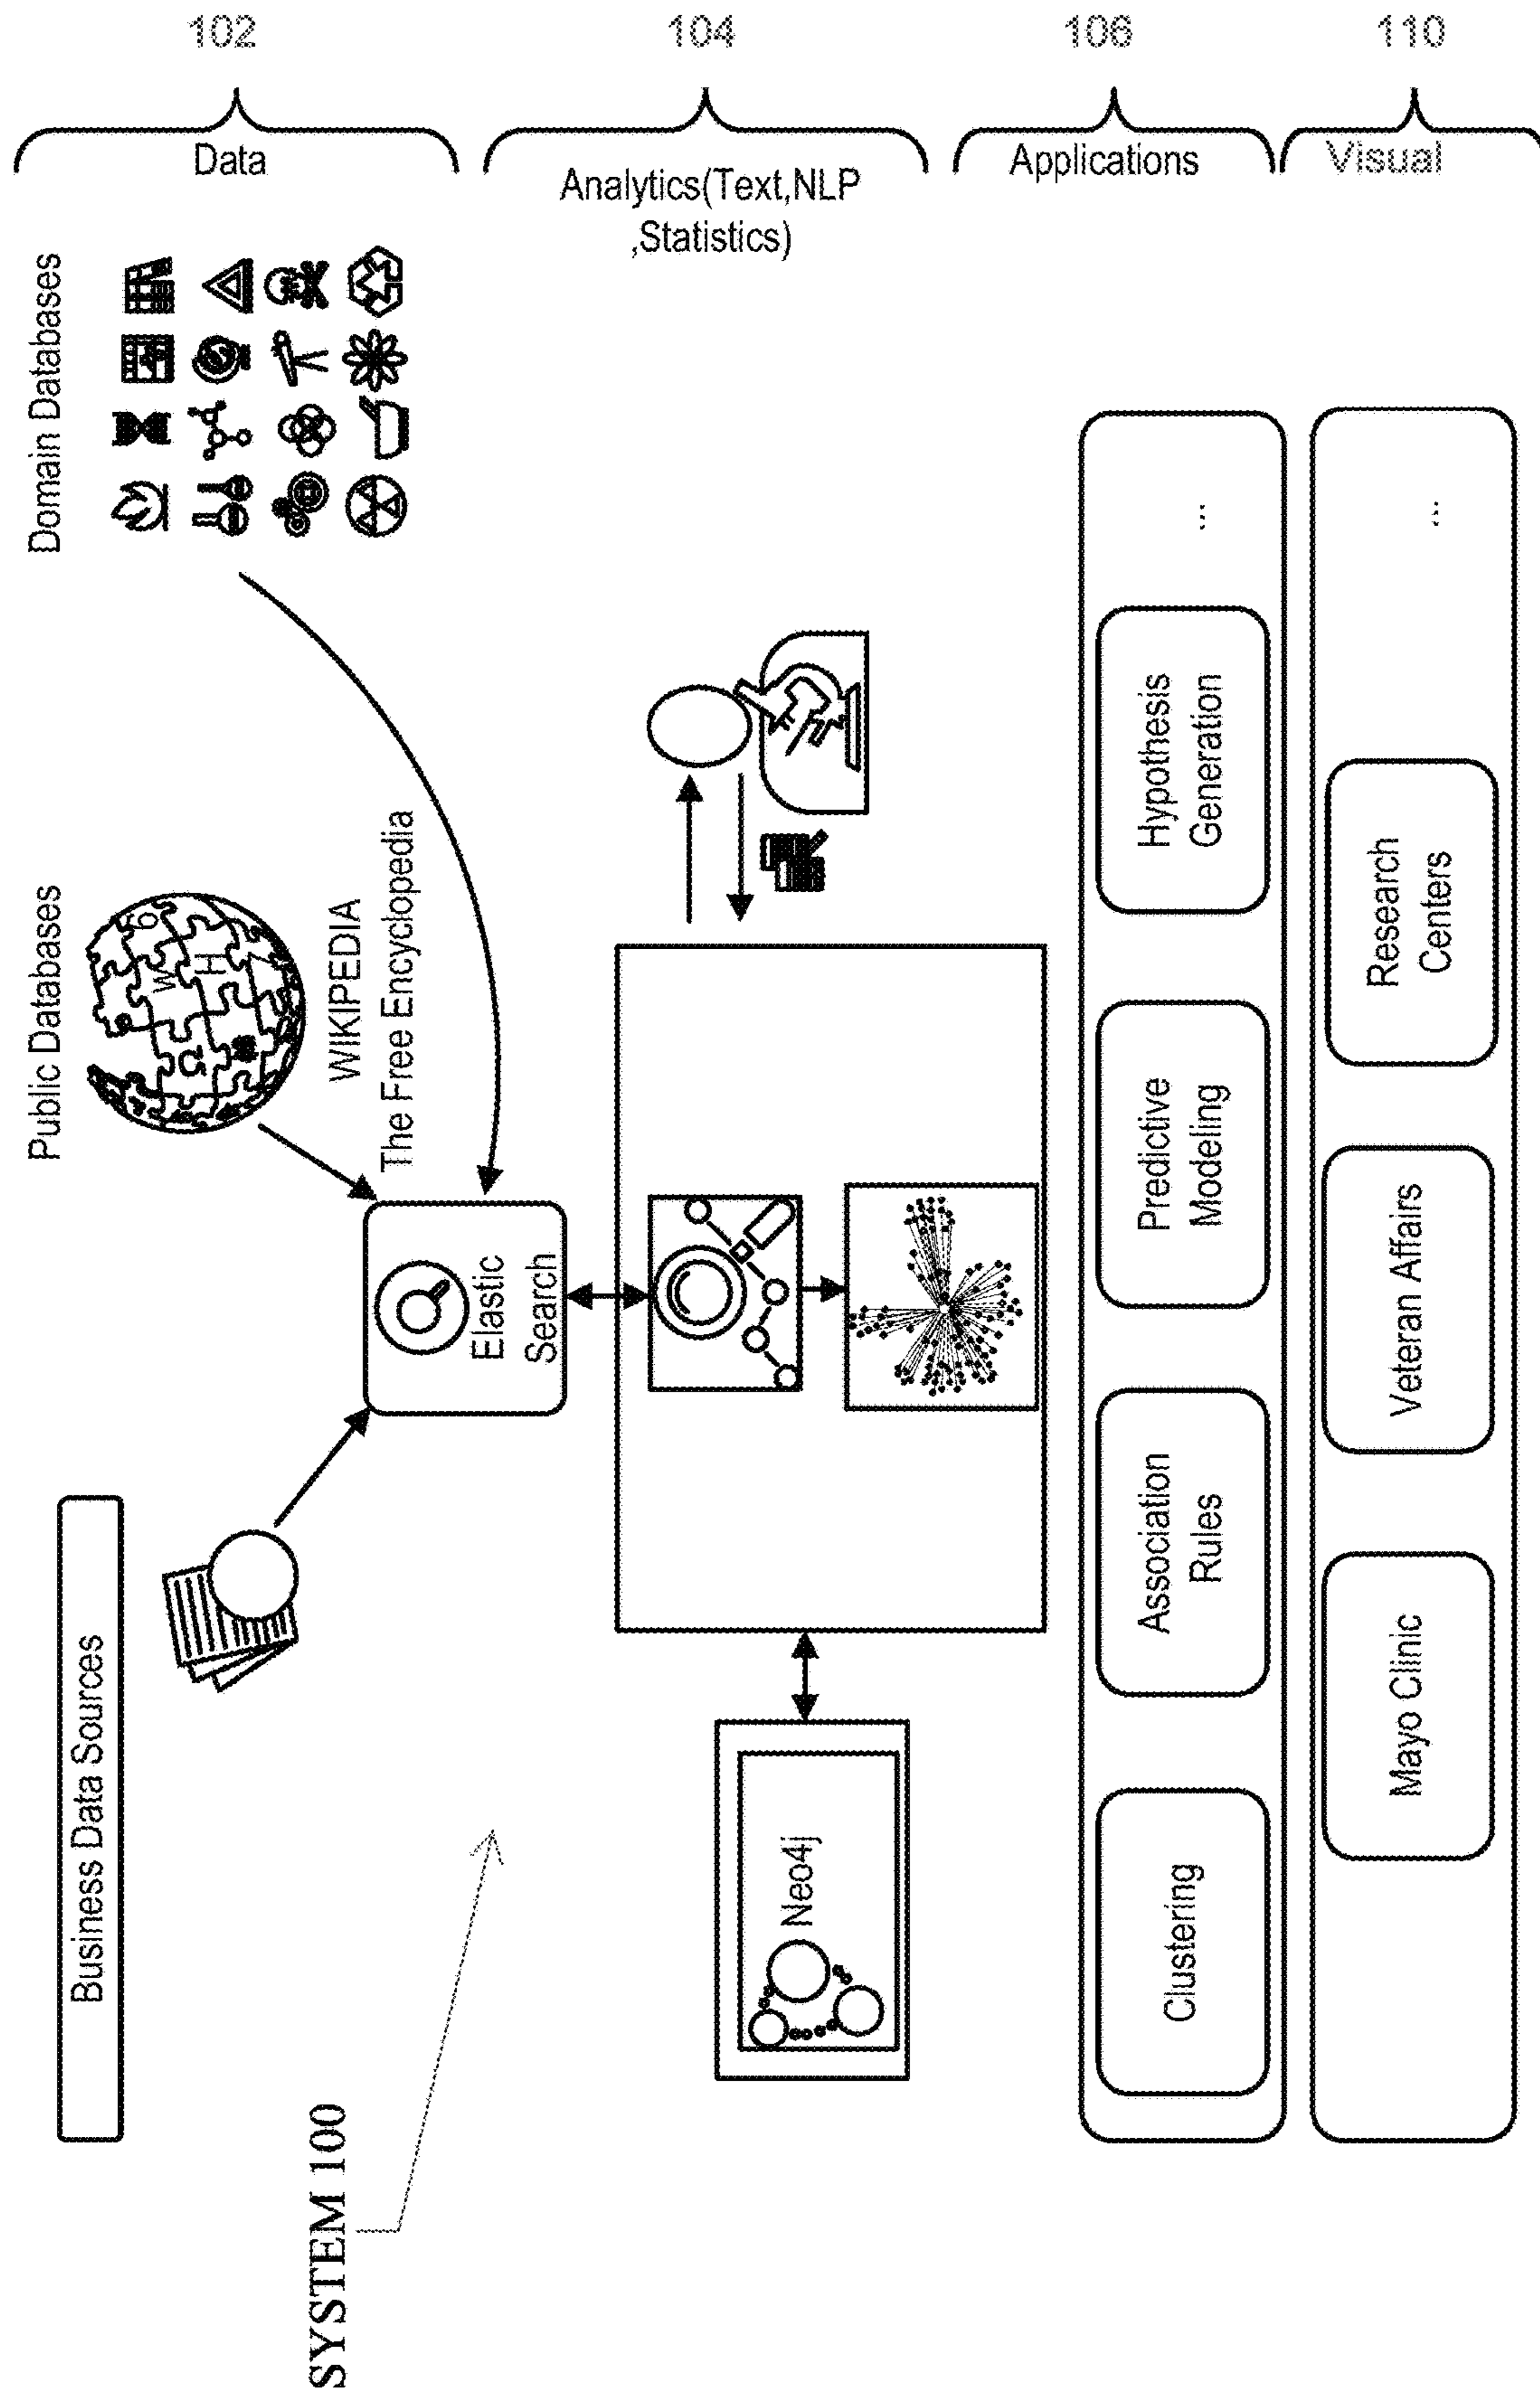 SYSTEM 100
Business Data Sources
Public Databases
WIKIPEDIA
The Free Encyclopedia
Domain Databases
Data
102
Elastic
Search
Neo4j
Analytics(Text,NLP
,Statistics)
104
Clustering
Association
Rules
Predictive
Modeling
Hypothesis
Generation
...
Applications
106
Mayo Clinic
Veteran Affairs
Research
Centers
...
Visual
110